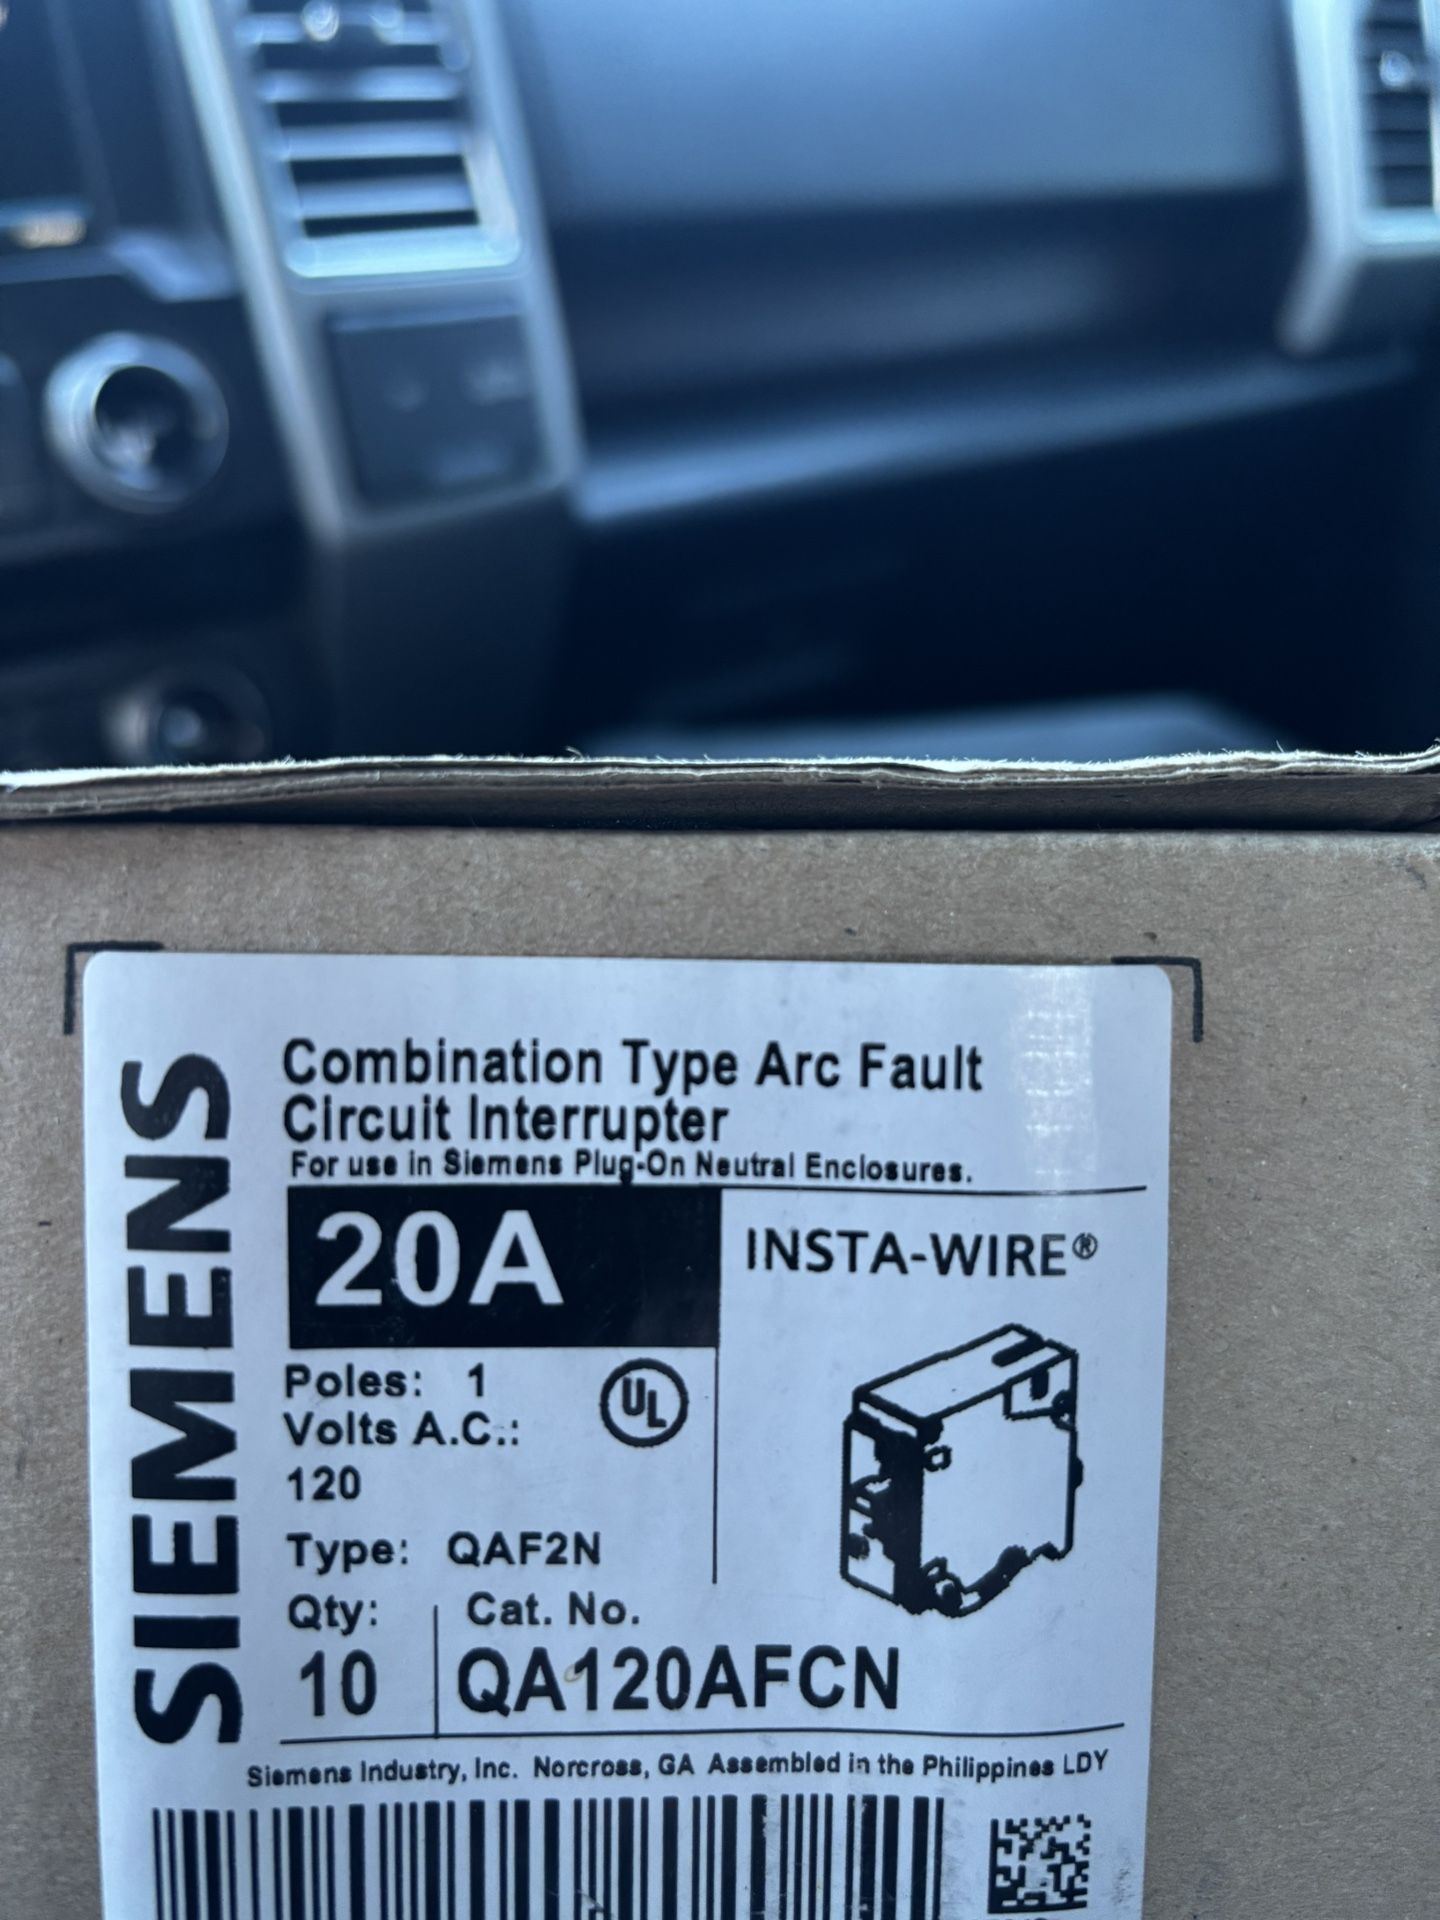 SIEMENS
Combination Type Arc Fault
Circuit Interrupter
For use in Siemens Plug-On Neutral Enclosures.
20A
INSTA-WIRE®
Poles: 1
Volts A.C.:
120
UL
Type: QAF2N
Qty:
10
Cat. No.
QA120AFCN
Siemens Industry, Inc. Norcross, GA Assembled in the Philippines LDY